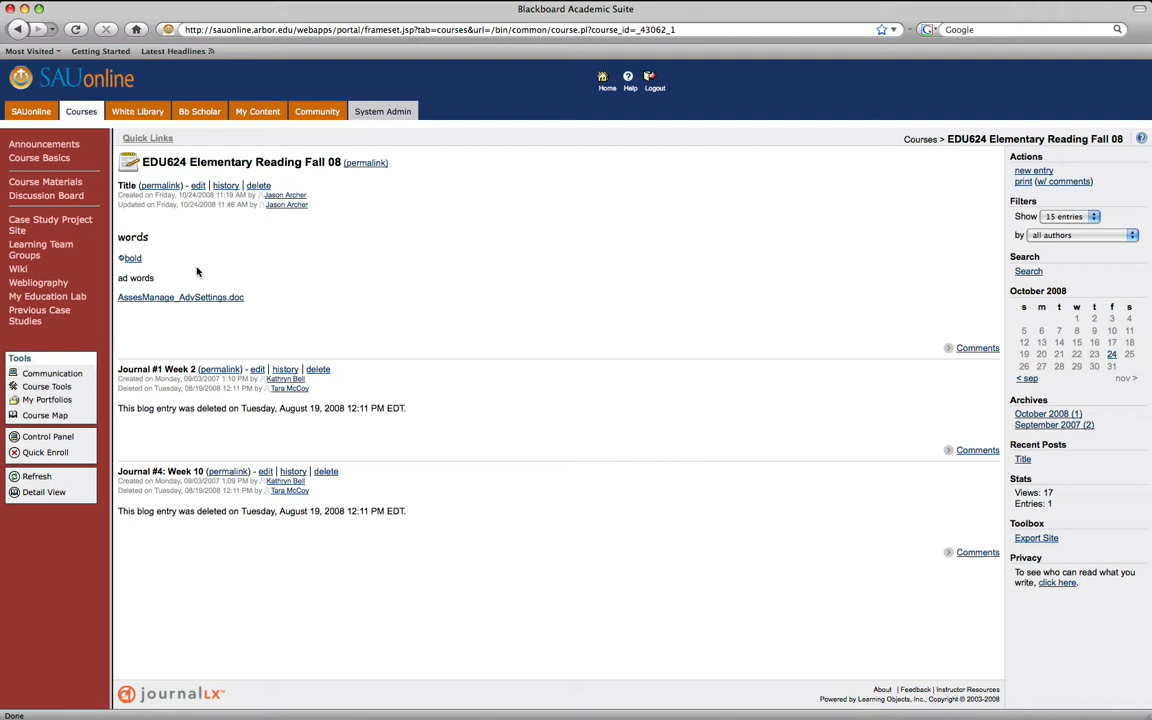 Blackboard Academic Suite
http://sauonline.arbor.edu/webapps/portal/frameset.jsp?tab=courses&url=/bin/common/course.pl?course_id=_43062_1
Google
Most Visited
Getting Started
Latest Headlines
SAUonline
Home
Help
Logout
SAUonline
Courses
White Library
Bb Scholar
My Content
Community
System Admin
Announcements
Course Basics
Course Materials
Discussion Board
Case Study Project
Site
Learning Team
Groups
Wiki
Webliography
My Education Lab
Previous Case
Studies
Tools
Communication
Course Tools
My Portfolios
Course Map
Control Panel
Quick Enroll
Refresh
Detail View
Quick Links
Courses > EDU624 Elementary Reading Fall 08
EDU624 Elementary Reading Fall 08 (permalink)
Title (permalink) - edit | history | delete
Created on Friday, 10/24/2008 11:19 AM by Jason Archer
Updated on Friday, 10/24/2008 11:46 AM by Jason Archer
words
bold
ad words
AssesManage_AdvSettings.doc
Comments
Journal #1 Week 2 (permalink) - edit | history | delete
Created on Monday, 09/03/2007 1:10 PM by Kathryn Bell
Deleted on Tuesday, 08/19/2008 12:11 PM by Tara McCoy
This blog entry was deleted on Tuesday, August 19, 2008 12:11 PM EDT.
Comments
Journal #4: Week 10 (permalink) - edit | history | delete
Created on Monday, 09/03/2007 1:09 PM by Kathryn Bell
Deleted on Tuesday, 08/19/2008 12:11 PM by Tara McCoy
This blog entry was deleted on Tuesday, August 19, 2008 12:11 PM EDT.
Comments
Actions
new entry
print (w/ comments)
Filters
Show 15 entries
by all authors
Search
Search
October 2008
s m t w t f s
1 2 3 4
5 6 7 8 9 10 11
12 13 14 15 16 17 18
19 20 21 22 23 24 25
26 27 28 29 30 31
< sep nov >
Archives
October 2008 (1)
September 2007 (2)
Recent Posts
Title
Stats
Views: 17
Entries: 1
Toolbox
Export Site
Privacy
To see who can read what you
write, click here.
journalLX™
About | Feedback | Instructor Resources
Powered by Learning Objects, Inc., Copyright © 2003-2008
Done